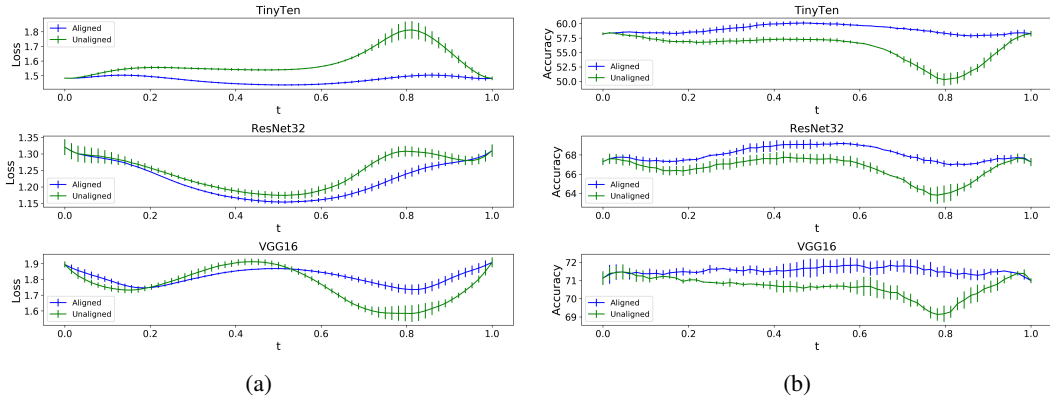 TinyTen
Loss
1.8
1.7
1.6
1.5
Aligned
Unaligned
0.0 0.2 0.4 0.6 0.8 1.0
t
ResNet32
Loss
1.35
1.30
1.25
1.20
1.15
Aligned
Unaligned
0.0 0.2 0.4 0.6 0.8 1.0
t
VGG16
Loss
1.9
1.8
1.7
1.6
Aligned
Unaligned
0.0 0.2 0.4 0.6 0.8 1.0
t
(a)
TinyTen
Accuracy
60.0
57.5
55.0
52.5
50.0
Aligned
Unaligned
0.0 0.2 0.4 0.6 0.8 1.0
t
ResNet32
Accuracy
68
66
64
Aligned
Unaligned
0.0 0.2 0.4 0.6 0.8 1.0
t
VGG16
Accuracy
72
71
70
69
Aligned
Unaligned
0.0 0.2 0.4 0.6 0.8 1.0
t
(b)